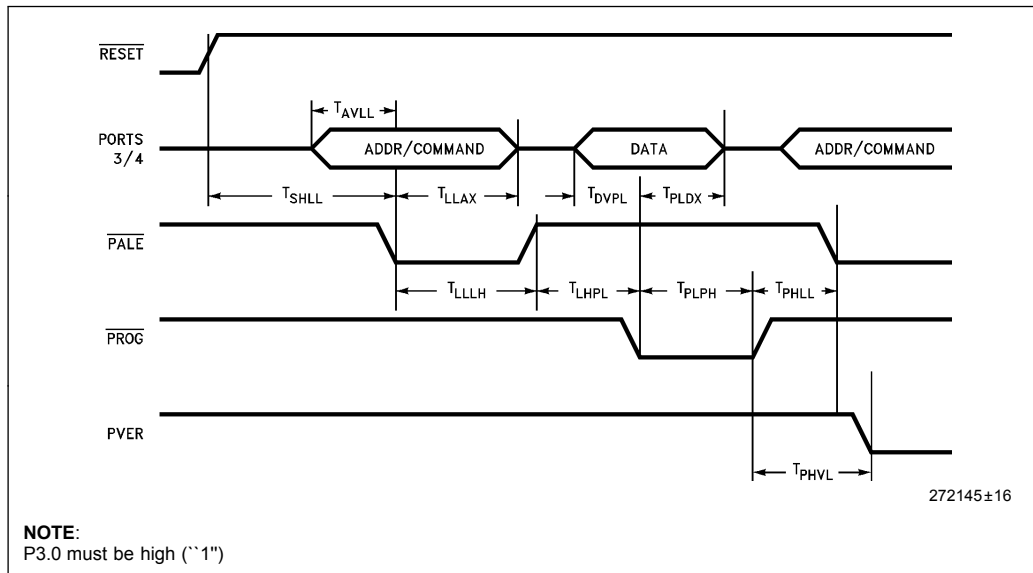 RESET
T_AVLL
PORTS 3/4
ADDR/COMMAND
DATA
ADDR/COMMAND
T_SHLL
T_LLAX
T_DVPL
T_PLDX
PALE
T_LLLH
T_LHPL
T_PLPH
T_PHLL
PROG
PVER
T_PHVL
272145±16
NOTE:
P3.0 must be high (``1'')